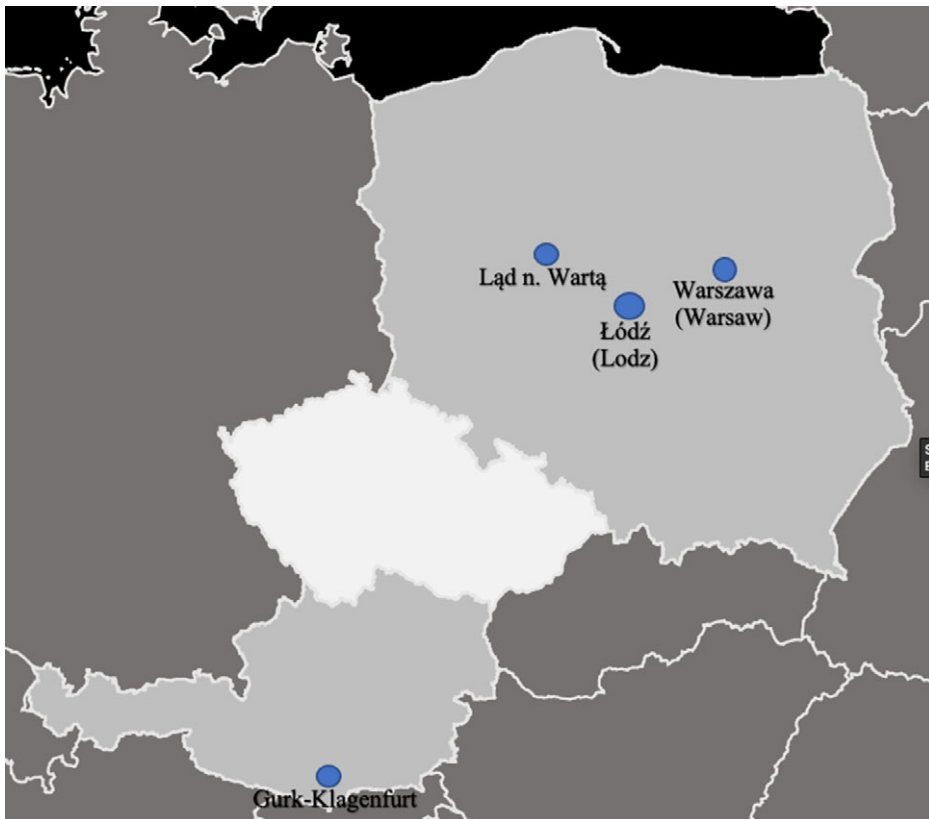 Ląd n. Wartą
Warszawa
(Warsaw)
Łódź
(Lodz)
Gurk-Klagenfurt